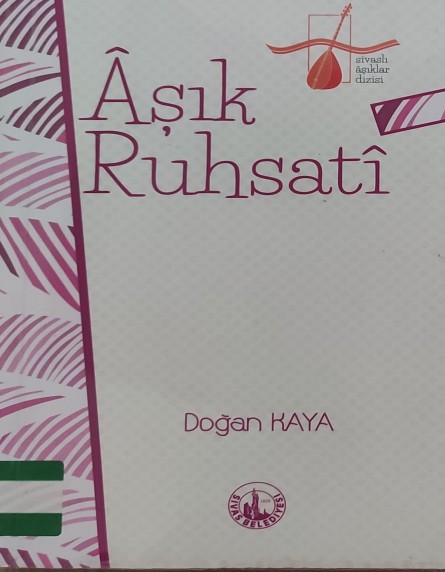 sivaslı
âşıklar
dizisi
Âşık
Ruhsatî
Doğan KAYA
SİVAS BELEDİYESİ